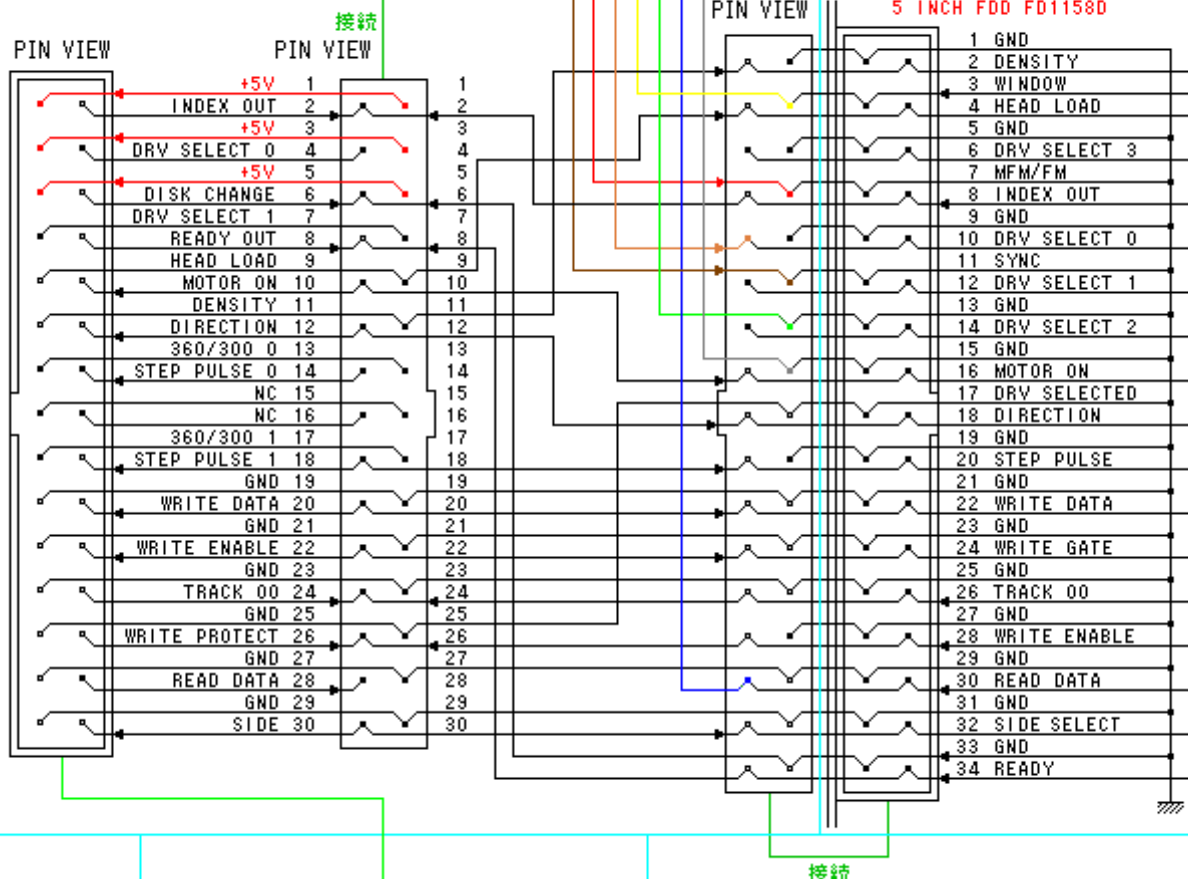 接続
PIN VIEW
PIN VIEW
PIN VIEW
5 INCH FDD FD1158D
+5V 1 1
INDEX OUT 2 2
+5V 3 3
DRV SELECT 0 4 4
+5V 5 5
DISK CHANGE 6 6
DRV SELECT 1 7 7
READY OUT 8 8
HEAD LOAD 9 9
MOTOR ON 10 10
DENSITY 11 11
DIRECTION 12 12
360/300 0 13 13
STEP PULSE 0 14 14
NC 15 15
NC 16 16
360/300 1 17 17
STEP PULSE 1 18 18
GND 19 19
WRITE DATA 20 20
GND 21 21
WRITE ENABLE 22 22
GND 23 23
TRACK 00 24 24
GND 25 25
WRITE PROTECT 26 26
GND 27 27
READ DATA 28 28
GND 29 29
SIDE 30 30
1 GND
2 DENSITY
3 WINDOW
4 HEAD LOAD
5 GND
6 DRV SELECT 3
7 MFM/FM
8 INDEX OUT
9 GND
10 DRV SELECT 0
11 SYNC
12 DRV SELECT 1
13 GND
14 DRV SELECT 2
15 GND
16 MOTOR ON
17 DRV SELECTED
18 DIRECTION
19 GND
20 STEP PULSE
21 GND
22 WRITE DATA
23 GND
24 WRITE GATE
25 GND
26 TRACK 00
27 GND
28 WRITE ENABLE
29 GND
30 READ DATA
31 GND
32 SIDE SELECT
33 GND
34 READY
接続